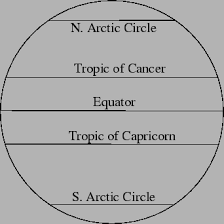 N. Arctic Circle
Tropic of Cancer
Equator
Tropic of Capricorn
S. Arctic Circle